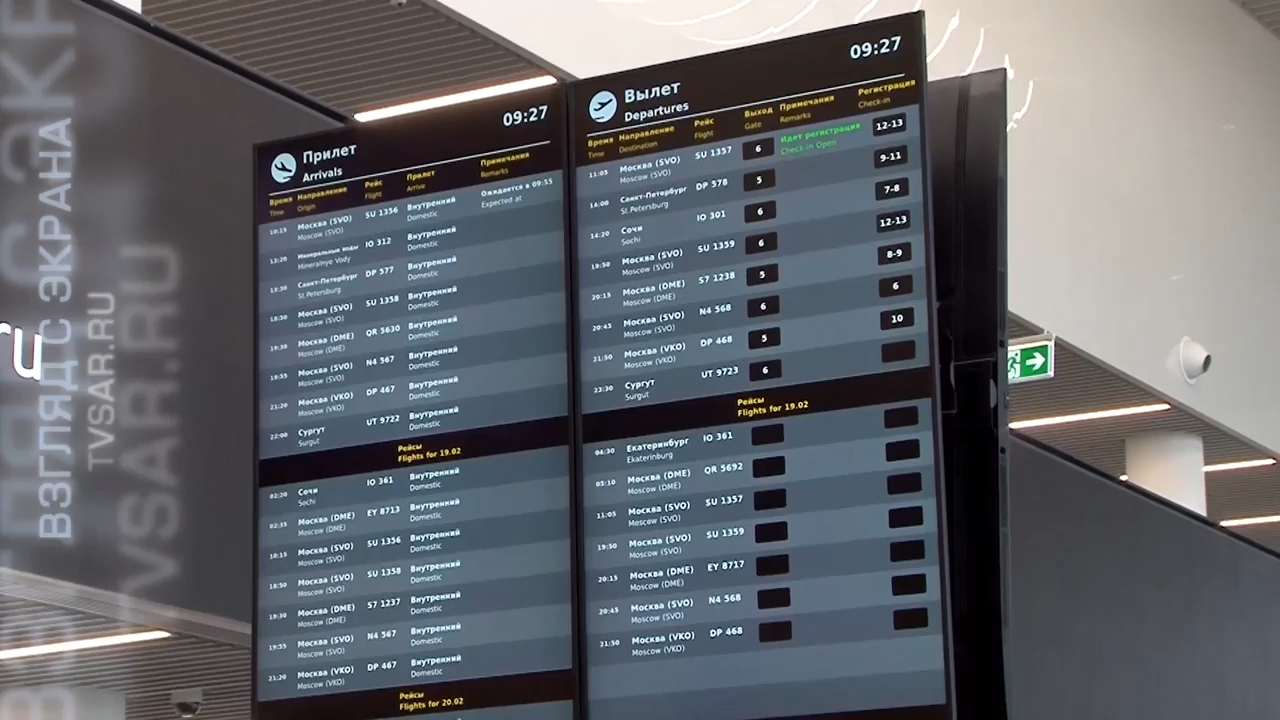 ВЗГЛЯД С ЭКРАНА
TVSAR.RU
TVSAR.RU
09:27
Прилет
Arrivals
Время Направление Рейс Прилет Примечания
Time Origin Flight Arrive Remarks
10:15 Москва (SVO) SU 1356 Внутренний Ожидается в 09:55
Moscow (SVO) Domestic Expected at
13:20 Минеральные воды IO 312 Внутренний
Mineralnye Vody Domestic
13:30 Санкт-Петербург DP 577 Внутренний
St.Petersburg Domestic
18:50 Москва (SVO) SU 1358 Внутренний
Moscow (SVO) Domestic
19:30 Москва (DME) QR 5630 Внутренний
Moscow (DME) Domestic
19:55 Москва (SVO) N4 567 Внутренний
Moscow (SVO) Domestic
21:20 Москва (VKO) DP 467 Внутренний
Moscow (VKO) Domestic
22:00 Сургут UT 9722 Внутренний
Surgut Domestic
Рейсы
Flights for 19.02
02:20 Сочи IO 361 Внутренний
Sochi Domestic
02:35 Москва (DME) EY 8713 Внутренний
Moscow (DME) Domestic
10:15 Москва (SVO) SU 1356 Внутренний
Moscow (SVO) Domestic
18:50 Москва (SVO) SU 1358 Внутренний
Moscow (SVO) Domestic
19:30 Москва (DME) S7 1237 Внутренний
Moscow (DME) Domestic
19:55 Москва (SVO) N4 567 Внутренний
Moscow (SVO) Domestic
21:20 Москва (VKO) DP 467 Внутренний
Moscow (VKO) Domestic
Рейсы
Flights for 20.02
09:27
Вылет
Departures
Время Направление Рейс Выход Примечания Регистрация
Time Destination Flight Gate Remarks Check-in
11:05 Москва (SVO) SU 1357 6 Идет регистрация 12-13
Moscow (SVO) Check-in Open
14:00 Санкт-Петербург DP 578 5 9-11
St.Petersburg
14:20 Сочи IO 301 6 7-8
Sochi
19:50 Москва (SVO) SU 1359 6 12-13
Moscow (SVO)
20:15 Москва (DME) S7 1238 5 8-9
Moscow (DME)
20:45 Москва (SVO) N4 568 6 6
Moscow (SVO)
21:50 Москва (VKO) DP 468 5 10
Moscow (VKO)
23:30 Сургут UT 9723 6
Surgut
Рейсы
Flights for 19.02
04:30 Екатеринбург IO 361
Ekaterinburg
05:10 Москва (DME) QR 5692
Moscow (DME)
11:05 Москва (SVO) SU 1357
Moscow (SVO)
19:50 Москва (SVO) SU 1359
Moscow (SVO)
20:15 Москва (DME) EY 8717
Moscow (DME)
20:45 Москва (SVO) N4 568
Moscow (SVO)
21:50 Москва (VKO) DP 468
Moscow (VKO)